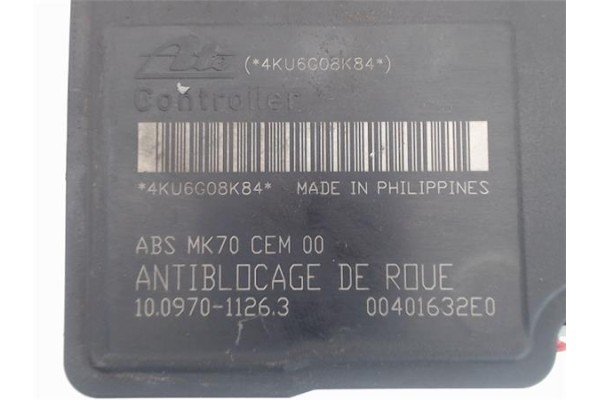 Ate (*4KU6G08K84*)
Controller
*4KU6G08K84* MADE IN PHILIPPINES
ABS MK70 CEM 00
ANTIBLOCAGE DE ROUE
10.0970-1126.3 00401632E0